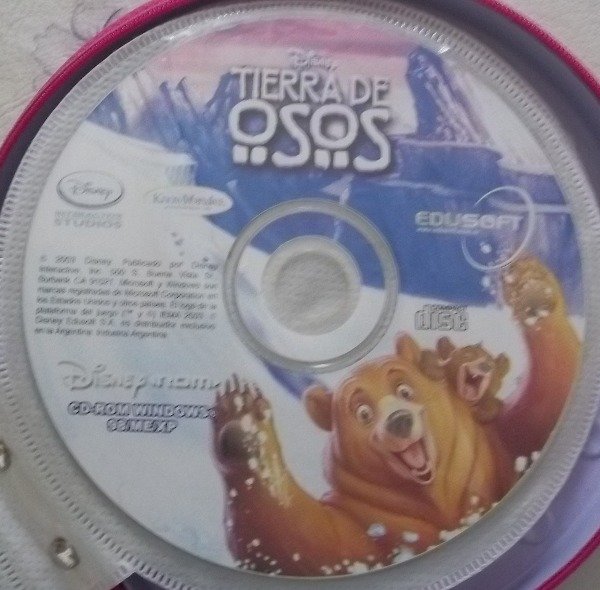 Disney
TIERRA DE
OSOS
Disney
INTERACTIVE
STUDIOS
KnowWonder
EDUSOFT
© 2003 Disney. Publicado por Disney
Interactive, Inc. 500 S. Buena Vista St.
Burbank CA 91521. Microsoft y Windows son
marcas registradas de Microsoft Corporation en
los Estados Unidos y otros países. El logo de la
plataforma del juego (™ y ©) 2003.
Disney. Edusoft S.A. es distribuidor exclusivo
en la Argentina. Industria Argentina.
COMPACT
disc
Disney
CD-ROM WINDOWS
98/ME/XP